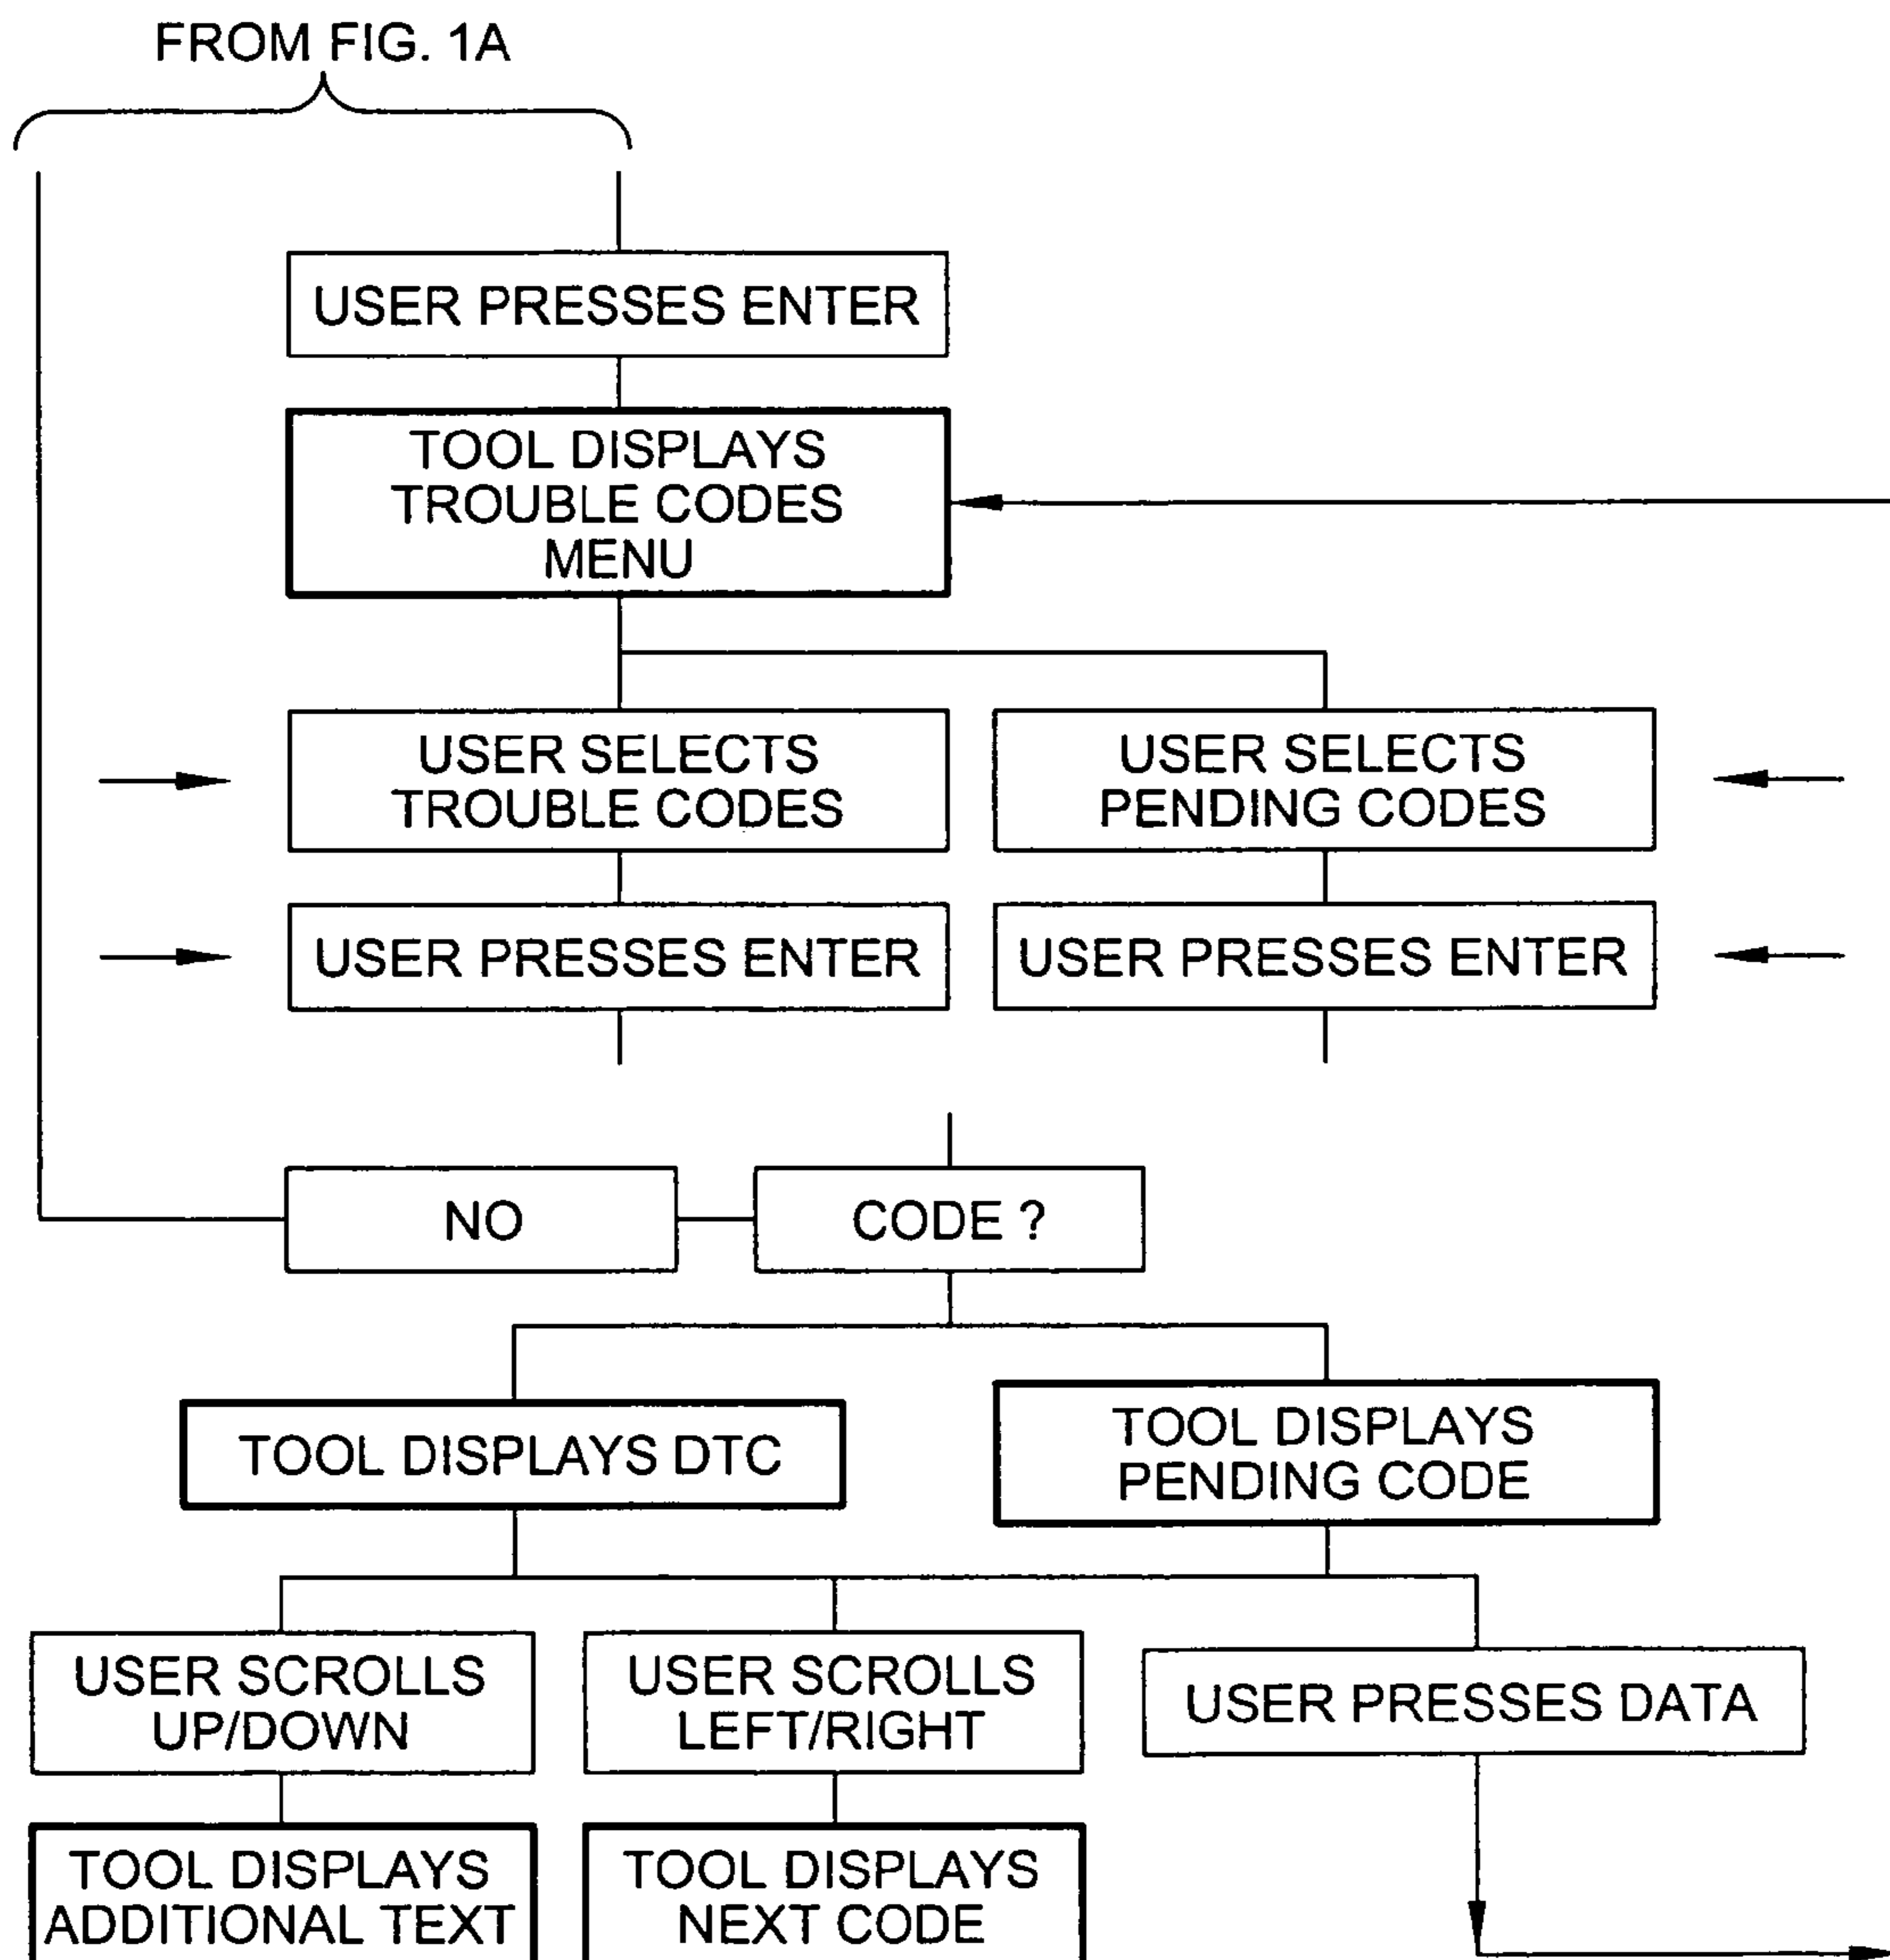 FROM FIG. 1A
USER PRESSES ENTER
TOOL DISPLAYS
TROUBLE CODES
MENU
USER SELECTS
TROUBLE CODES
USER SELECTS
PENDING CODES
USER PRESSES ENTER
USER PRESSES ENTER
NO
CODE ?
TOOL DISPLAYS DTC
TOOL DISPLAYS
PENDING CODE
USER SCROLLS
UP/DOWN
USER SCROLLS
LEFT/RIGHT
USER PRESSES DATA
TOOL DISPLAYS
ADDITIONAL TEXT
TOOL DISPLAYS
NEXT CODE